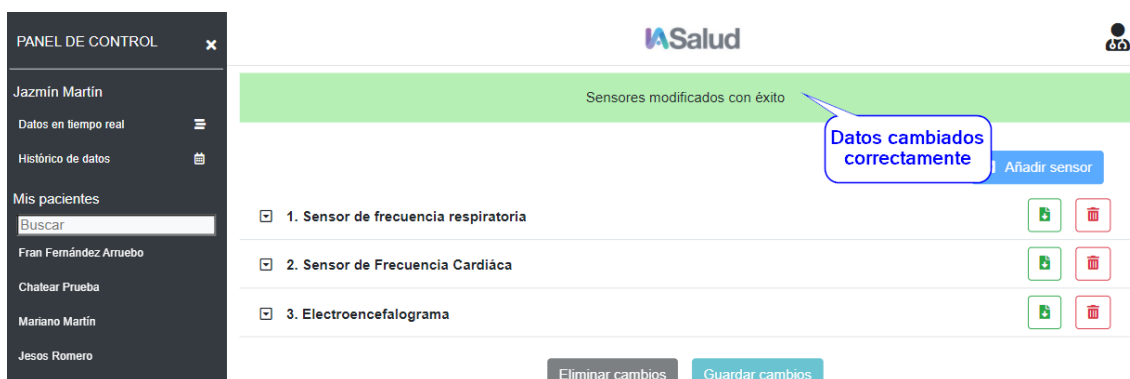 PANEL DE CONTROL
IASalud
Jazmín Martín
Datos en tiempo real
Histórico de datos
Mis pacientes
Buscar
Fran Fernández Arruebo
Chatear Prueba
Mariano Martín
Jesos Romero
Sensores modificados con éxito
Datos cambiados
correctamente
Añadir sensor
1. Sensor de frecuencia respiratoria
2. Sensor de Frecuencia Cardiáca
3. Electroencefalograma
Eliminar cambios
Guardar cambios